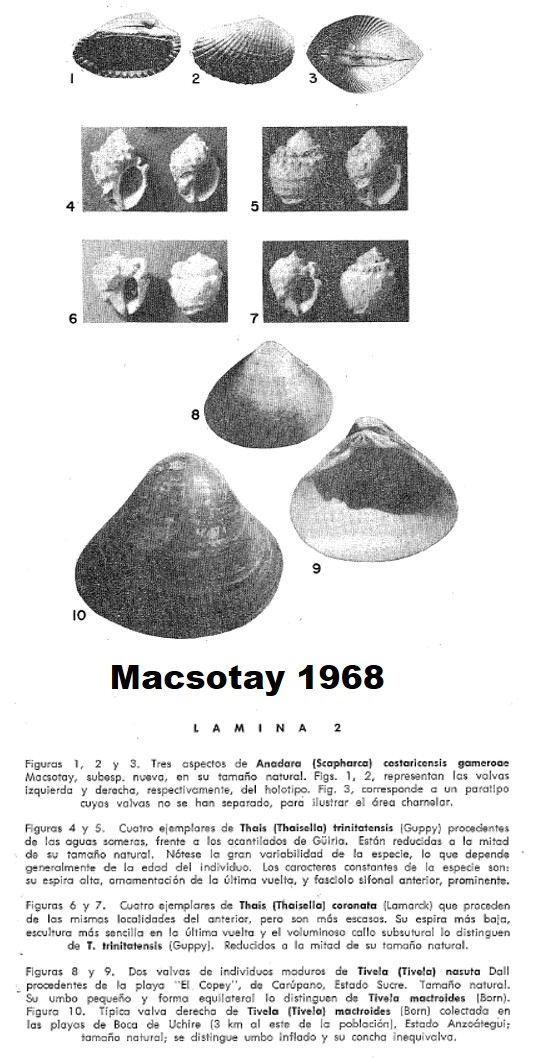 1
2
3
4
5
6
7
8
9
10
Macsotay 1968
LAMINA 2
Figuras 1, 2 y 3. Tres aspectos de Anadara (Scapharca) costaricensis gameroae
Macsotay, subesp. nueva, en su tamaño natural. Figs. 1, 2, representan las valvas
izquierda y derecha, respectivamente, del holotipo. Fig. 3, corresponde a un paratipo
cuyas valvas no se han separado, para ilustrar el área charnelar.
Figuras 4 y 5. Cuatro ejemplares de Thais (Thaisella) trinitatensis (Guppy) procedentes
de las aguas someras, frente a los acantilados de Güiria. Están reducidas a la mitad
de su tamaño natural. Nótese la gran variabilidad de la especie, lo que depende
generalmente de la edad del individuo. Los caracteres constantes de la especie son:
su espira alta, ornamentación de la última vuelta, y fasciolo sifonal anterior, prominente.
Figuras 6 y 7. Cuatro ejemplares de Thais (Thaisella) coronata (Lamarck) que proceden
de las mismas localidades del anterior, pero son más escasos. Su espira más baja,
escultura más sencilla en la última vuelta y el voluminoso callo subsutural lo distinguen
de T. trinitatensis (Guppy). Reducidos a la mitad de su tamaño natural.
Figuras 8 y 9. Dos valvas de individuos maduros de Tivela (Tivela) nasuta Dall
procedentes de la playa "El Copey", de Carúpano, Estado Sucre. Tamaño natural.
Su umbo pequeño y forma equilateral lo distinguen de Tivela mactroides (Born).
Figura 10. Típica valva derecha de Tivela (Tivela) mactroides (Born) colectada en
las playas de Boca de Uchire (3 km al este de la población), Estado Anzoátegui;
tamaño natural; se distingue umbo inflado y su concha inequivalva.